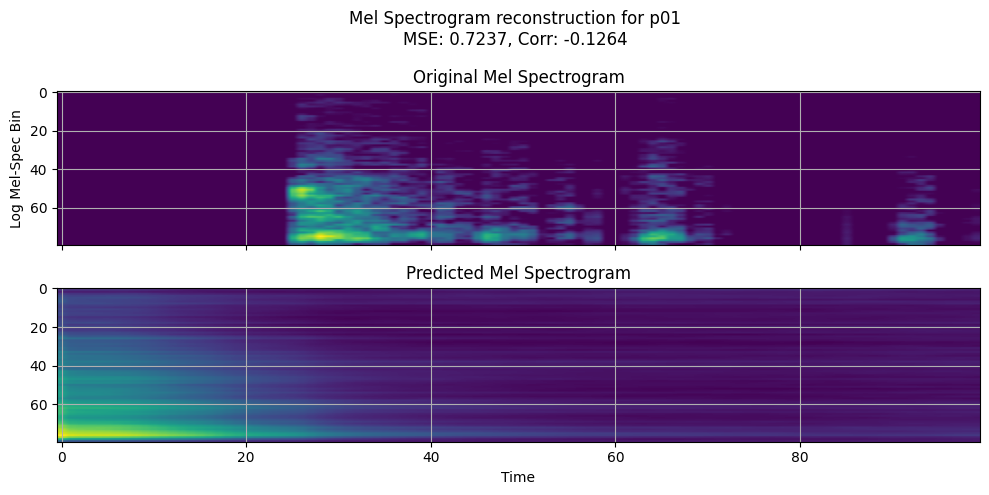 Mel Spectrogram reconstruction for p01
MSE: 0.7237, Corr: -0.1264
Original Mel Spectrogram
Log Mel-Spec Bin
0
20
40
60
Predicted Mel Spectrogram
0
20
40
60
0 20 40 60 80
Time